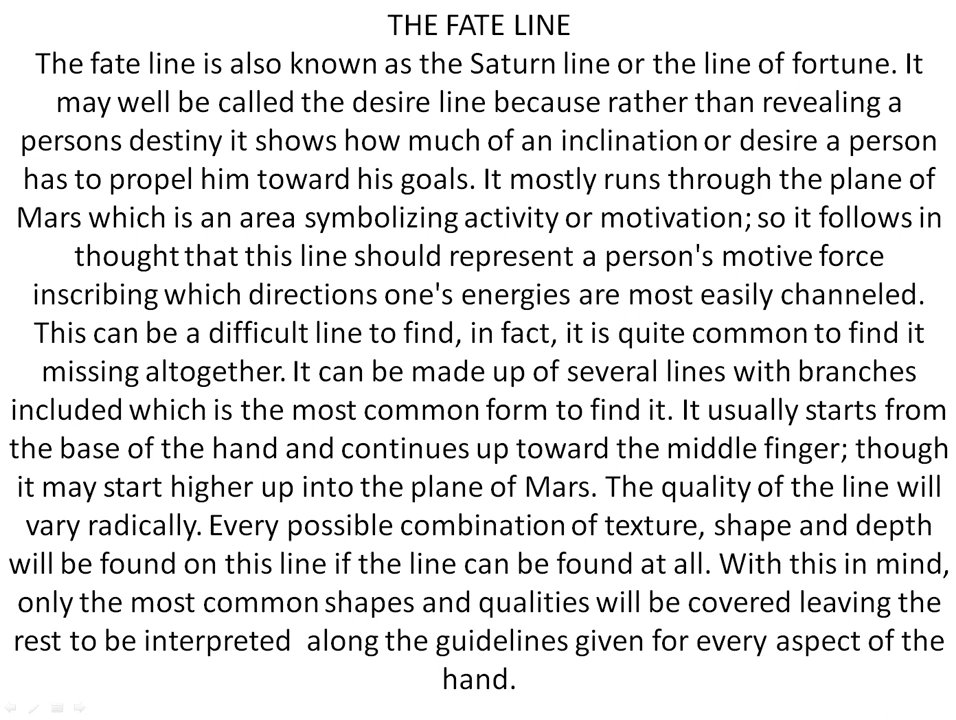 THE FATE LINE
The fate line is also known as the Saturn line or the line of fortune. It
may well be called the desire line because rather than revealing a
persons destiny it shows how much of an inclination or desire a person
has to propel him toward his goals. It mostly runs through the plane of
Mars which is an area symbolizing activity or motivation; so it follows in
thought that this line should represent a person's motive force
inscribing which directions one's energies are most easily channeled.
This can be a difficult line to find, in fact, it is quite common to find it
missing altogether. It can be made up of several lines with branches
included which is the most common form to find it. It usually starts from
the base of the hand and continues up toward the middle finger; though
it may start higher up into the plane of Mars. The quality of the line will
vary radically. Every possible combination of texture, shape and depth
will be found on this line if the line can be found at all. With this in mind,
only the most common shapes and qualities will be covered leaving the
rest to be interpreted  along the guidelines given for every aspect of the
hand.